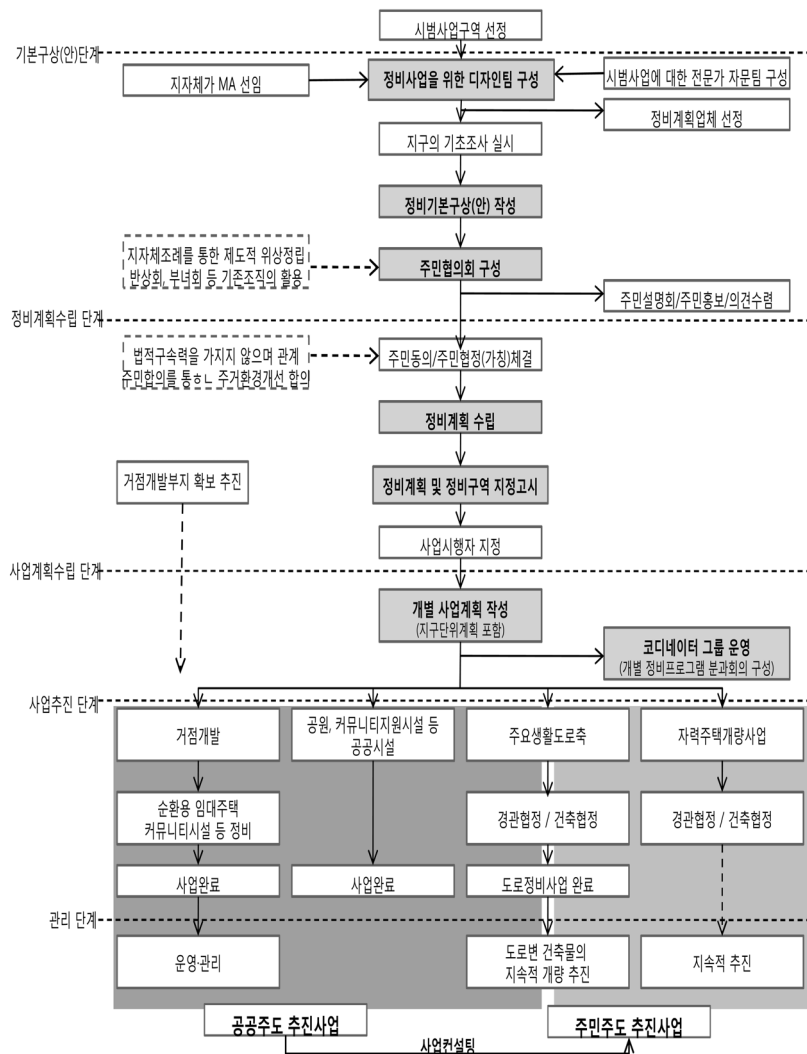 시범사업구역 선정
기본구상(안)단계
지자체가 MA 선임
정비사업을 위한 디자인팀 구성
시범사업에 대한 전문가 자문팀 구성
정비계획업체 선정
지구의 기초조사 실시
정비기본구상(안) 작성
지자체조례를 통한 제도적 위상정립
반상회, 부녀회 등 기존조직의 활용
주민협의회 구성
주민설명회/주민홍보/의견수렴
정비계획수립 단계
법적구속력을 가지지 않으며 관계
주민합의를 통ㅎㄴ 주거환경개선 합의
주민동의/주민협정(가칭)체결
정비계획 수립
거점개발부지 확보 추진
정비계획 및 정비구역 지정고시
사업시행자 지정
사업계획수립 단계
개별 사업계획 작성
(지구단위계획 포함)
코디네이터 그룹 운영
(개별 정비프로그램 분과회의 구성)
사업추진 단계
거점개발
공원, 커뮤니티지원시설 등
공공시설
주요생활도로축
자력주택개량사업
순환용 임대주택
커뮤니티시설 등 정비
경관협정 / 건축협정
경관협정 / 건축협정
사업완료
사업완료
도로정비사업 완료
관리 단계
운영·관리
도로변 건축물의
지속적 개량 추진
지속적 추진
공공주도 추진사업
주민주도 추진사업
사업컨설팅